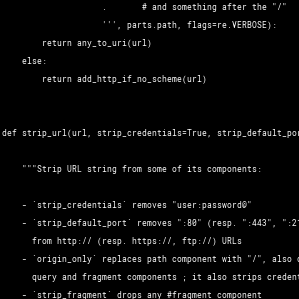 .      # and something after the "/"
''', parts.path, flags=re.VERBOSE):
return any_to_uri(url)
else:
return add_http_if_no_scheme(url)
def strip_url(url, strip_credentials=True, strip_default_por
"""Strip URL string from some of its components:
- `strip_credentials` removes "user:password@"
- `strip_default_port` removes ":80" (resp. ":443", ":21
from http:// (resp. https://, ftp://) URLs
- `origin_only` replaces path component with "/", also
query and fragment components ; it also strips credent
- `strip_fragment` drops any #fragment component